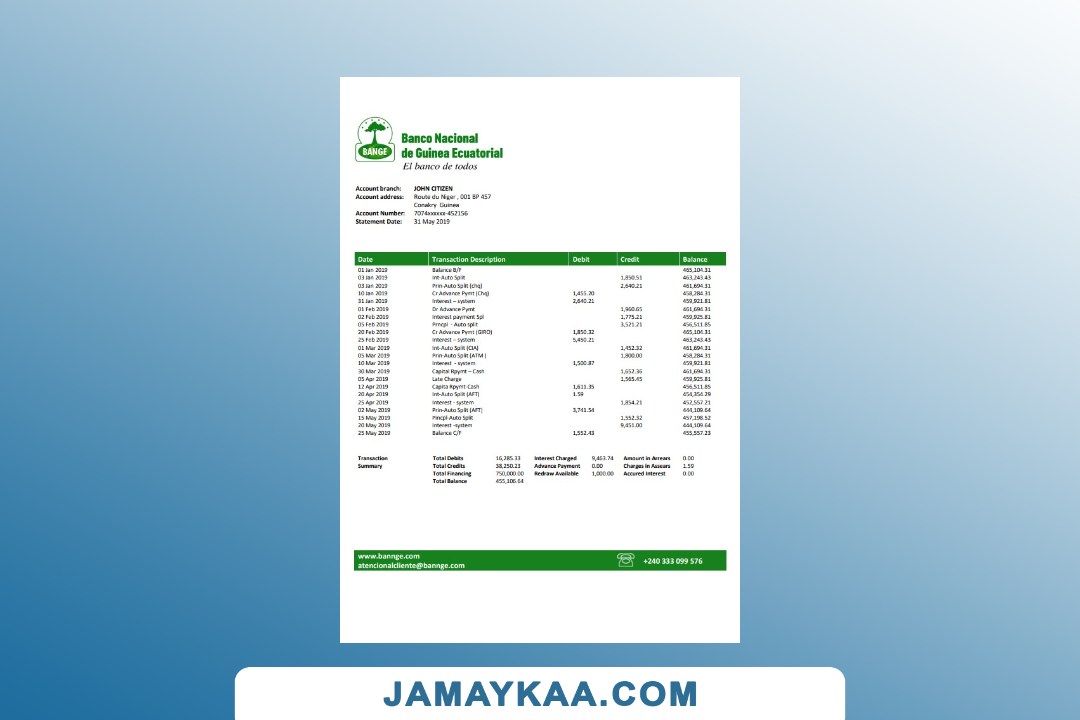 BANGE
Banco Nacional
de Guinea Ecuatorial
El banco de todos
Account branch: JOHN CITIZEN
Account address: Route du Niger , 001 BP 457
Conakry Guinea
Account Number: 7074xxxxxx-452156
Statement Date: 31 May 2019
Date Transaction Description Debit Credit Balance
01 Jan 2019 Balance B/F 465,104.31
03 Jan 2019 Int-Auto Split 1,850.51 463,243.43
03 Jan 2019 Prin-Auto Split (chq) 2,640.21 461,694.31
10 Jan 2019 Cr Advance Pymt (Chq) 1,455.20 458,284.31
31 Jan 2019 Interest – system 2,640.21 459,921.81
01 Feb 2019 Dr Advance Pymt 1,960.65 461,694.31
02 Feb 2019 Interest payment Spl 1,775.21 459,925.81
05 Feb 2019 Prncpl - Auto split 3,521.21 456,511.85
20 Feb 2019 Cr Advance Pymt (GIRO) 1,850.32 465,104.31
25 Feb 2019 Interest – system 5,450.21 463,243.43
01 Mar 2019 Int-Auto Split (CIA) 1,452.32 461,694.31
05 Mar 2019 Prin-Auto Split (ATM ) 1,800.00 458,284.31
10 Mar 2019 Interest - system 1,500.87 459,921.81
30 Mar 2019 Capital Rpymt – Cash 1,652.36 461,694.31
05 Apr 2019 Late Charge 1,565.45 459,925.81
12 Apr 2019 Capita Rpymt-Cash 1,611.35 456,511.85
20 Apr 2019 Int-Auto Split (AFT) 1.59 454,354.29
25 Apr 2019 Interest - system 1,854.21 452,557.71
02 May 2019 Prin-Auto Split (AFT) 3,741.54 444,109.64
15 May 2019 Pincpl-Auto Split 1,552.32 457,198.52
20 May 2019 Interest -system 9,451.00 444,109.64
25 May 2019 Balance C/F 1,552.43 455,557.23
Transaction Total Debits 16,285.33 Interest Charged 9,463.74 Amount in Arrears 0.00
Summary Total Credits 38,250.23 Advance Payment 0.00 Charges in Assears 1.59
Total Financing 750,000.00 Redraw Available 1,000.00 Accured Interest 0.00
Total Balance 455,106.64
www.bannge.com
atencionalcliente@bannge.com
+240 333 099 576
JAMAYKAA.COM